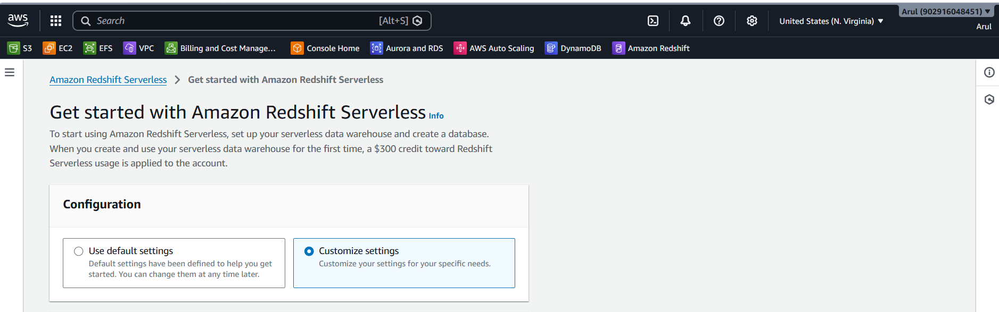 aws
Search [Alt+S]
United States (N. Virginia) ▼
Arul (902916048451) ▼
Arul
S3 EC2 EFS VPC Billing and Cost Manage... Console Home Aurora and RDS AWS Auto Scaling DynamoDB Amazon Redshift
Amazon Redshift Serverless > Get started with Amazon Redshift Serverless
Get started with Amazon Redshift Serverless Info
To start using Amazon Redshift Serverless, set up your serverless data warehouse and create a database.
When you create and use your serverless data warehouse for the first time, a $300 credit toward Redshift
Serverless usage is applied to the account.
Configuration
Use default settings
Default settings have been defined to help you get
started. You can change them at any time later.
Customize settings
Customize your settings for your specific needs.